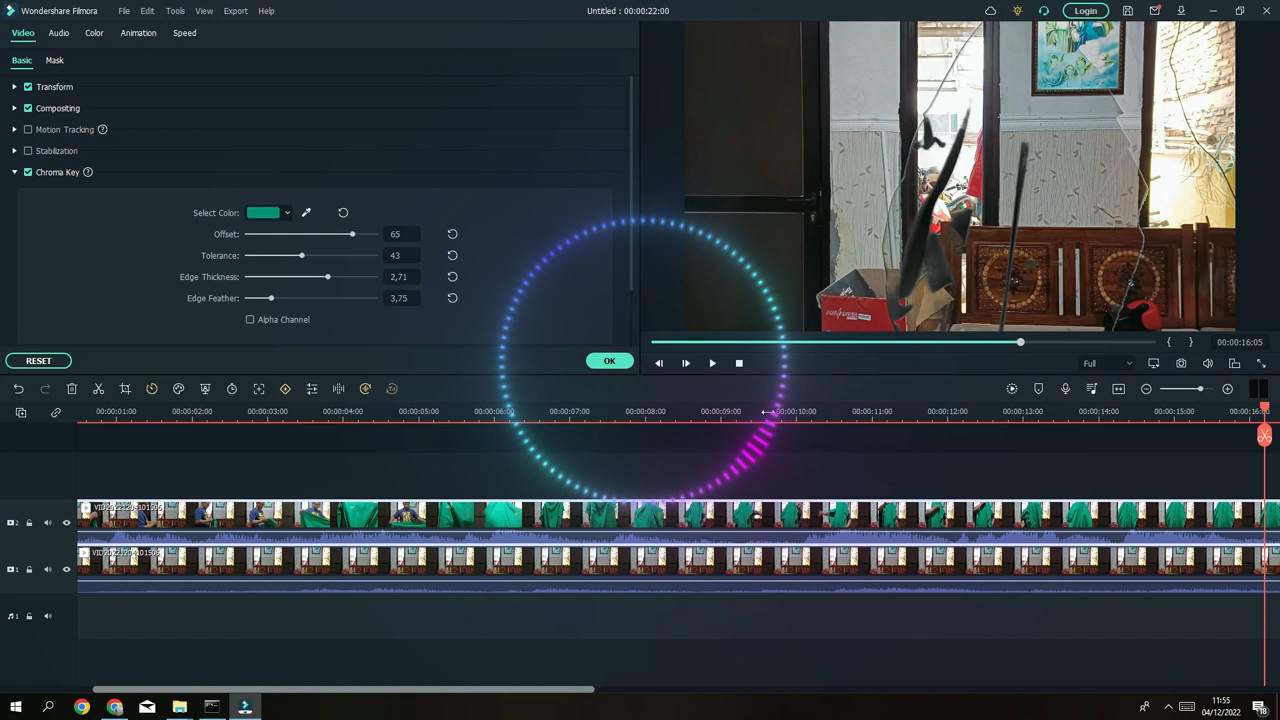 Wondershare Filmora File Edit Tools View Export Help Untitled : 00:00:22:00 Login
Video Audio Color Animation Speed
Basic Mask
Transform
Compositing
Motion Tracking ?
Stabilization
Chroma Key ?
Select Color:
Offset: 65
Tolerance: 43
Edge Thickness: 2,71
Edge Feather: 3,75
Alpha Channel
RESET OK
{ } 00:00:16:05
Full
00:00:01:00 00:00:02:00 00:00:03:00 00:00:04:00 00:00:05:00 00:00:06:00 00:00:07:00 00:00:08:00 00:00:09:00 00:00:10:00 00:00:11:00 00:00:12:00 00:00:13:00 00:00:14:00 00:00:15:00 00:00:16:00
2
1
1
11:55
04/12/2022
18